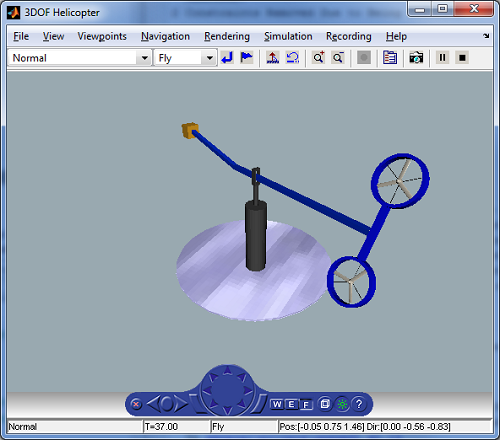 3DOF Helicopter
File View Viewpoints Navigation Rendering Simulation Recording Help
Normal Fly
W E F ?
Normal T=37.00 Fly Pos:[-0.05 0.75 1.46] Dir:[0.00 -0.56 -0.83]